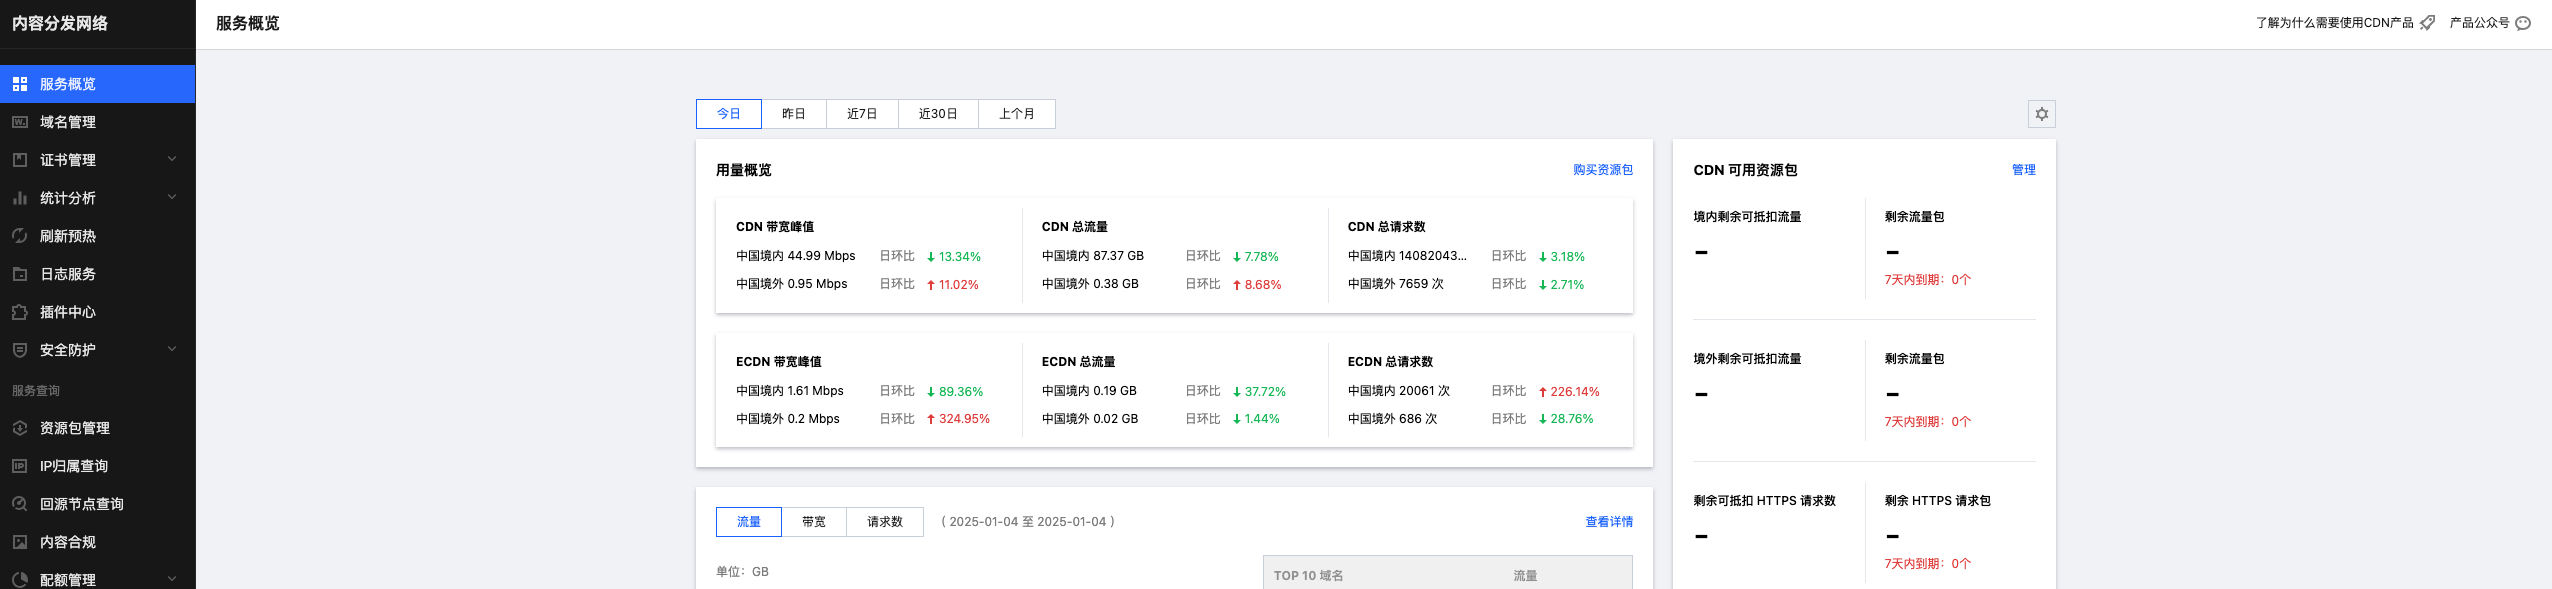 内容分发网络
服务概览
域名管理
证书管理
统计分析
刷新预热
日志服务
插件中心
安全防护
服务查询
资源包管理
IP归属查询
回源节点查询
内容合规
配额管理
服务概览
了解为什么需要使用CDN产品 产品公众号
今日 昨日 近7日 近30日 上个月
用量概览 购买资源包
CDN 带宽峰值
中国境内 44.99 Mbps 日环比 ↓ 13.34%
中国境外 0.95 Mbps 日环比 ↑ 11.02%
CDN 总流量
中国境内 87.37 GB 日环比 ↓ 7.78%
中国境外 0.38 GB 日环比 ↑ 8.68%
CDN 总请求数
中国境内 14082043... 日环比 ↓ 3.18%
中国境外 7659 次 日环比 ↓ 2.71%
ECDN 带宽峰值
中国境内 1.61 Mbps 日环比 ↓ 89.36%
中国境外 0.2 Mbps 日环比 ↑ 324.95%
ECDN 总流量
中国境内 0.19 GB 日环比 ↓ 37.72%
中国境外 0.02 GB 日环比 ↓ 1.44%
ECDN 总请求数
中国境内 20061 次 日环比 ↑ 226.14%
中国境外 686 次 日环比 ↓ 28.76%
流量 带宽 请求数 ( 2025-01-04 至 2025-01-04 ) 查看详情
单位：GB
TOP 10 域名 流量
CDN 可用资源包 管理
境内剩余可抵扣流量
–
剩余流量包
–
7天内到期：0个
境外剩余可抵扣流量
–
剩余流量包
–
7天内到期：0个
剩余可抵扣 HTTPS 请求数
–
剩余 HTTPS 请求包
–
7天内到期：0个